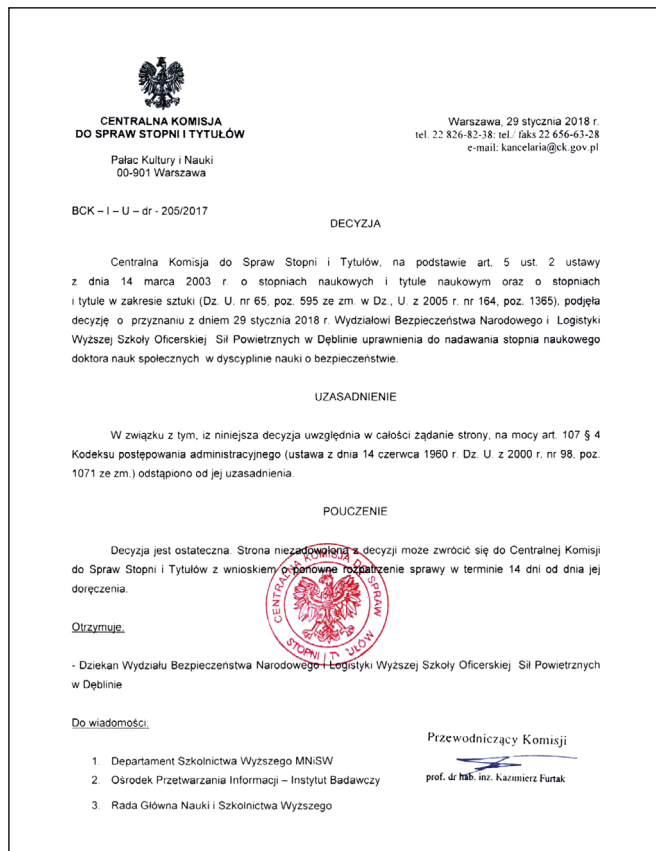 CENTRALNA KOMISJA
DO SPRAW STOPNI I TYTUŁÓW
Pałac Kultury i Nauki
00-901 Warszawa
Warszawa, 29 stycznia 2018 r.
tel. 22 826-82-38: tel./ faks 22 656-63-28
e-mail: kancelaria@ck.gov.pl
BCK – I – U – dr - 205/2017
DECYZJA
Centralna Komisja do Spraw Stopni i Tytułów, na podstawie art. 5 ust. 2 ustawy
z dnia 14 marca 2003 r. o stopniach naukowych i tytule naukowym oraz o stopniach
i tytule w zakresie sztuki (Dz. U. nr 65, poz. 595 ze zm. w Dz., U. z 2005 r. nr 164, poz. 1365), podjęła
decyzję o przyznaniu z dniem 29 stycznia 2018 r. Wydziałowi Bezpieczeństwa Narodowego i Logistyki
Wyższej Szkoły Oficerskiej Sił Powietrznych w Dęblinie uprawnienia do nadawania stopnia naukowego
doktora nauk społecznych w dyscyplinie nauki o bezpieczeństwie.
UZASADNIENIE
W związku z tym, iż niniejsza decyzja uwzględnia w całości żądanie strony, na mocy art. 107 § 4
Kodeksu postępowania administracyjnego (ustawa z dnia 14 czerwca 1960 r. Dz. U. z 2000 r. nr 98, poz.
1071 ze zm.) odstąpiono od jej uzasadnienia.
POUCZENIE
Decyzja jest ostateczna. Strona niezadowolona z decyzji może zwrócić się do Centralnej Komisji
do Spraw Stopni i Tytułów z wnioskiem o ponowne rozpatrzenie sprawy w terminie 14 dni od dnia jej
doręczenia.
CENTRALNA KOMISJA DO SPRAW
STOPNI I TYTUŁÓW
Otrzymuje:
- Dziekan Wydziału Bezpieczeństwa Narodowego i Logistyki Wyższej Szkoły Oficerskiej Sił Powietrznych
w Dęblinie
Do wiadomości:
1. Departament Szkolnictwa Wyższego MNiSW
2. Ośrodek Przetwarzania Informacji – Instytut Badawczy
3. Rada Główna Nauki i Szkolnictwa Wyższego
Przewodniczący Komisji
prof. dr hab. inz. Kazimierz Furtak